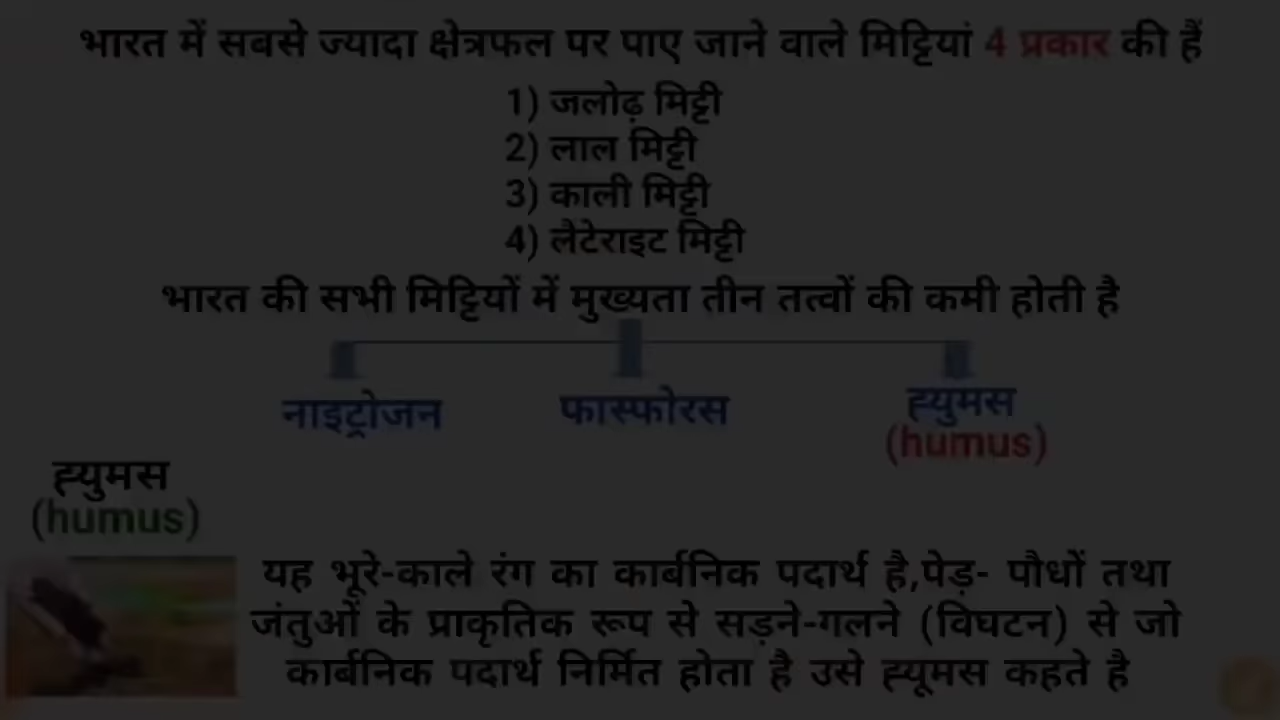 भारत में सबसे ज्यादा क्षेत्रफल पर पाए जाने वाले मिट्टियां 4 प्रकार की हैं
1) जलोढ़ मिट्टी
2) लाल मिट्टी
3) काली मिट्टी
4) लैटेराइट मिट्टी
भारत की सभी मिट्टियों में मुख्यता तीन तत्वों की कमी होती है
नाइट्रोजन फास्फोरस ह्युमस
(humus)
ह्युमस
(humus)
यह भूरे-काले रंग का कार्बनिक पदार्थ है,पेड़- पौधों तथा
जंतुओं के प्राकृतिक रूप से सड़ने-गलने (विघटन) से जो
कार्बनिक पदार्थ निर्मित होता है उसे ह्यूमस कहते है